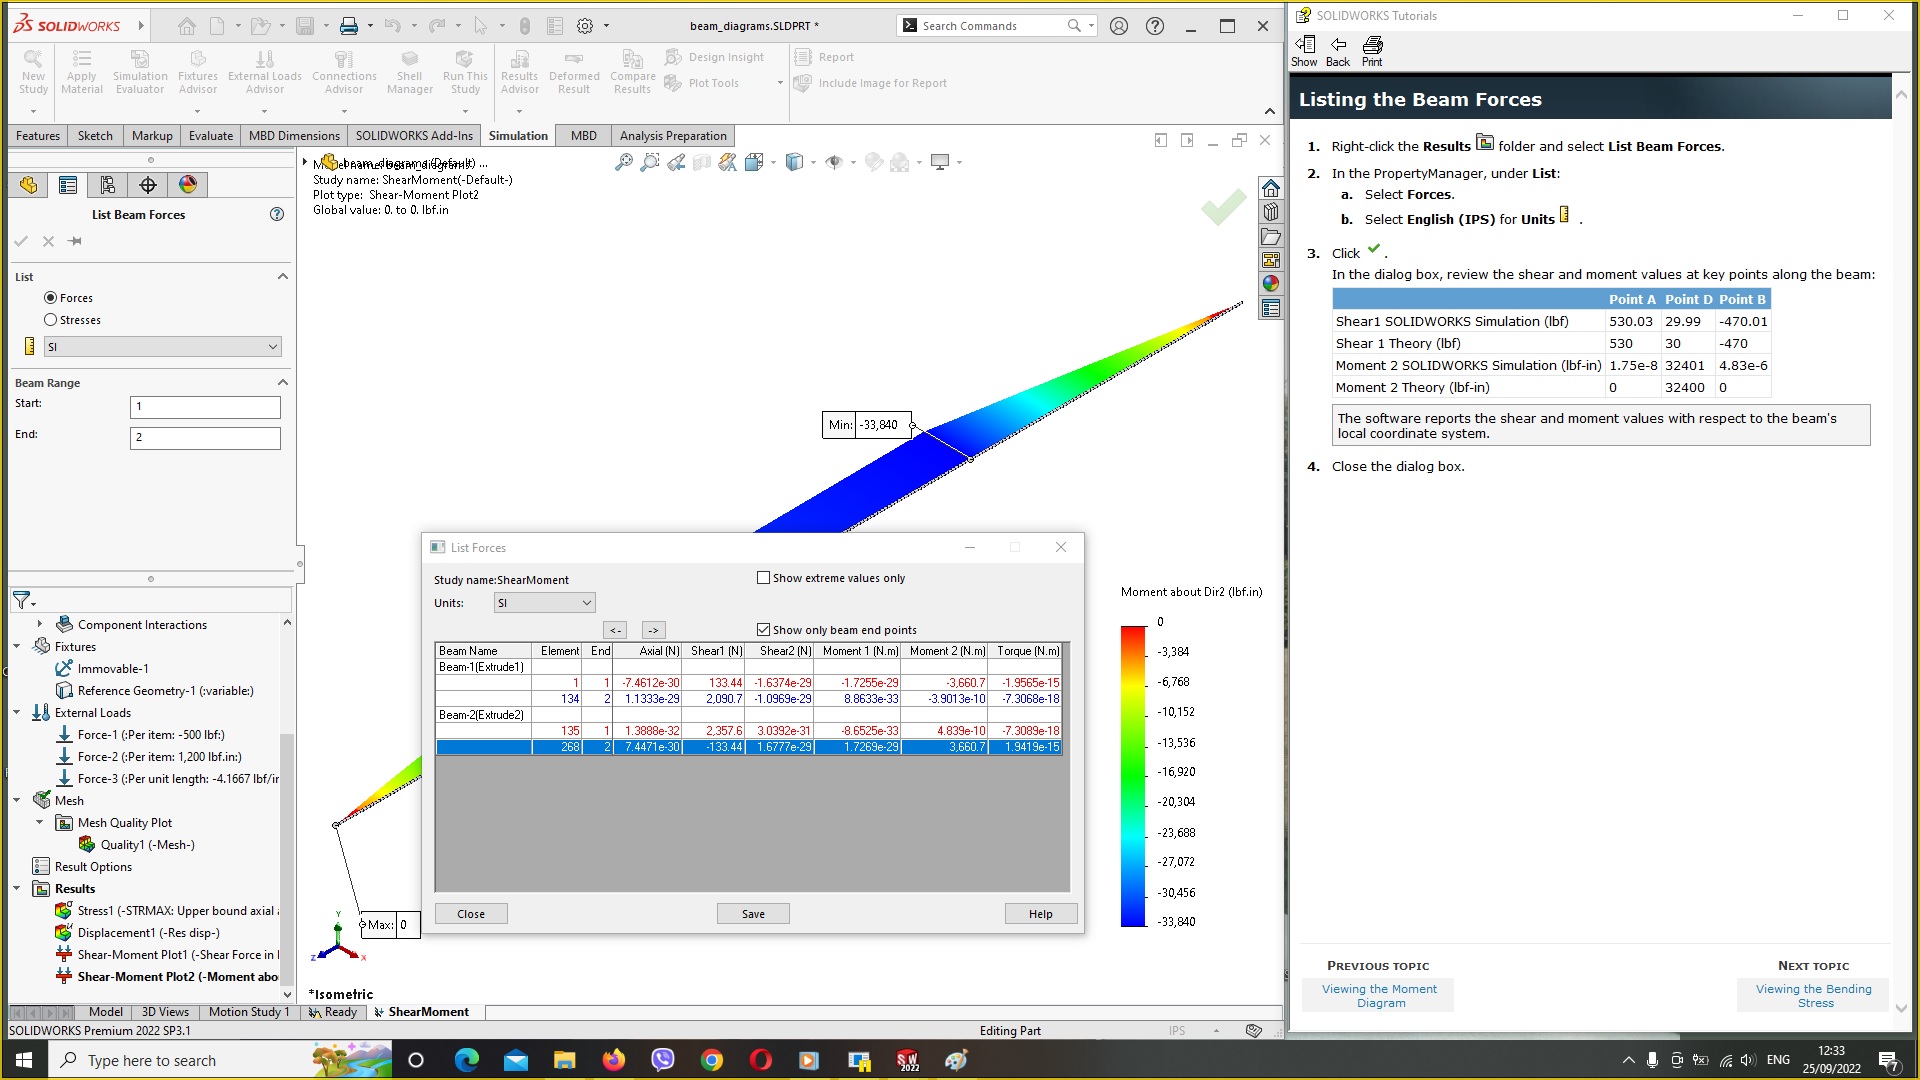 SOLIDWORKS
beam_diagrams.SLDPRT *
Search Commands
New Study
Apply Material
Simulation Evaluator
Fixtures Advisor
External Loads Advisor
Connections Advisor
Shell Manager
Run This Study
Results Advisor
Deformed Result
Compare Results
Design Insight
Plot Tools
Report
Include Image for Report
Features
Sketch
Markup
Evaluate
MBD Dimensions
SOLIDWORKS Add-Ins
Simulation
MBD
Analysis Preparation
beam_diagrams (Default) ...
Study name: ShearMoment(-Default-)
Plot type: Shear-Moment Plot2
Global value: 0. to 0. lbf.in
List Beam Forces
List
Forces
Stresses
SI
Beam Range
Start:
1
End:
2
Component Interactions
Fixtures
Immovable-1
Reference Geometry-1 (:variable:)
External Loads
Force-1 (:Per item: -500 lbf:)
Force-2 (:Per item: 1,200 lbf.in:)
Force-3 (:Per unit length: -4.1667 lbf/in
Mesh
Mesh Quality Plot
Quality1 (-Mesh-)
Result Options
Results
Stress1 (-STRMAX: Upper bound axial
Displacement1 (-Res disp-)
Shear-Moment Plot1 (-Shear Force in
Shear-Moment Plot2 (-Moment abo
Min: -33,840
Max: 0
Y
Z
X
*Isometric
List Forces
Study name:ShearMoment
Show extreme values only
Units: SI
<- ->
Show only beam end points
Beam Name Element End Axial (N) Shear1 (N) Shear2 (N) Moment 1 (N.m) Moment 2 (N.m) Torque (N.m)
Beam-1(Extrude1)
1 1 -7.4612e-30 133.44 -1.6374e-29 -1.7255e-29 -3,660.7 -1.9565e-15
134 2 1.1333e-29 2,090.7 -1.0969e-29 8.8633e-33 -3.9013e-10 -7.3068e-18
Beam-2(Extrude2)
135 1 1.3888e-32 2,357.6 3.0392e-31 -8.6525e-33 4.839e-10 -7.3089e-18
268 2 7.4471e-30 -133.44 1.6777e-29 1.7269e-29 3,660.7 1.9419e-15
Close
Save
Help
Moment about Dir2 (lbf.in)
0
-3,384
-6,768
-10,152
-13,536
-16,920
-20,304
-23,688
-27,072
-30,456
-33,840
Model
3D Views
Motion Study 1
Ready
ShearMoment
SOLIDWORKS Premium 2022 SP3.1
Editing Part
IPS
SOLIDWORKS Tutorials
Show
Back
Print
Listing the Beam Forces
1. Right-click the Results folder and select List Beam Forces.
2. In the PropertyManager, under List:
a. Select Forces.
b. Select English (IPS) for Units .
3. Click .
In the dialog box, review the shear and moment values at key points along the beam:
Point A Point D Point B
Shear1 SOLIDWORKS Simulation (lbf) 530.03 29.99 -470.01
Shear 1 Theory (lbf) 530 30 -470
Moment 2 SOLIDWORKS Simulation (lbf-in) 1.75e-8 32401 4.83e-6
Moment 2 Theory (lbf-in) 0 32400 0
The software reports the shear and moment values with respect to the beam's
local coordinate system.
4. Close the dialog box.
PREVIOUS TOPIC
Viewing the Moment
Diagram
NEXT TOPIC
Viewing the Bending
Stress
Type here to search
SW 2022
ENG
12:33
25/09/2022
7